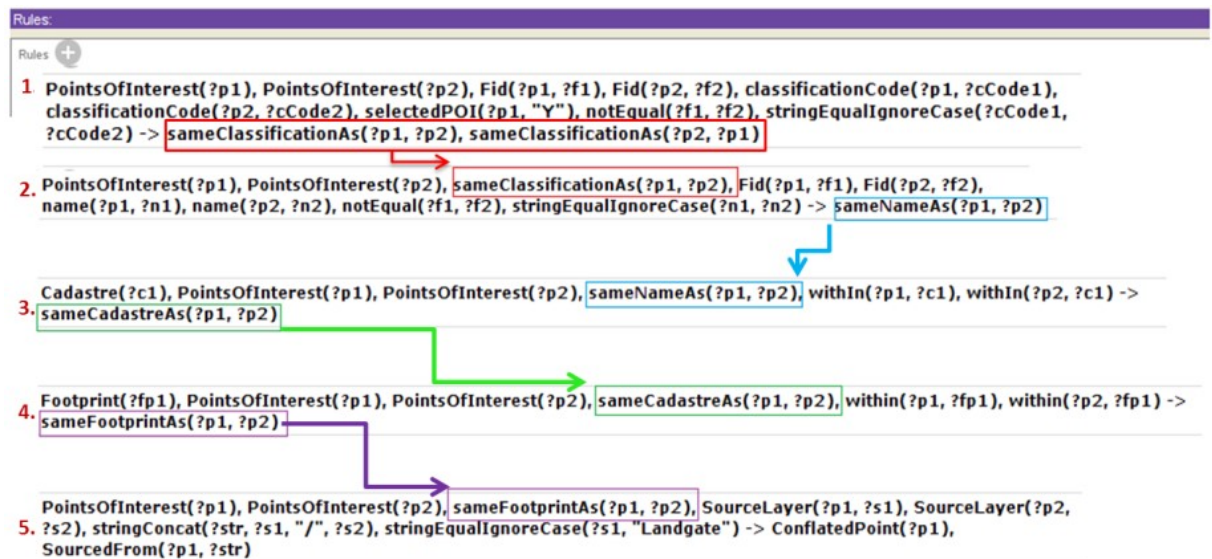 Rules:
Rules
1. PointsOfInterest(?p1), PointsOfInterest(?p2), Fid(?p1, ?f1), Fid(?p2, ?f2), classificationCode(?p1, ?cCode1),
classificationCode(?p2, ?cCode2), selectedPOI(?p1, "Y"), notEqual(?f1, ?f2), stringEqualIgnoreCase(?cCode1,
?cCode2) -> sameClassificationAs(?p1, ?p2), sameClassificationAs(?p2, ?p1)
2. PointsOfInterest(?p1), PointsOfInterest(?p2), sameClassificationAs(?p1, ?p2), Fid(?p1, ?f1), Fid(?p2, ?f2),
name(?p1, ?n1), name(?p2, ?n2), notEqual(?f1, ?f2), stringEqualIgnoreCase(?n1, ?n2) -> sameNameAs(?p1, ?p2)
Cadastre(?c1), PointsOfInterest(?p1), PointsOfInterest(?p2), sameNameAs(?p1, ?p2), withIn(?p1, ?c1), withIn(?p2, ?c1) ->
3. sameCadastreAs(?p1, ?p2)
Footprint(?fp1), PointsOfInterest(?p1), PointsOfInterest(?p2), sameCadastreAs(?p1, ?p2), within(?p1, ?fp1), within(?p2, ?fp1) ->
4. sameFootprintAs(?p1, ?p2)
PointsOfInterest(?p1), PointsOfInterest(?p2), sameFootprintAs(?p1, ?p2), SourceLayer(?p1, ?s1), SourceLayer(?p2,
5. ?s2), stringConcat(?str, ?s1, "/", ?s2), stringEqualIgnoreCase(?s1, "Landgate") -> ConflatedPoint(?p1),
SourcedFrom(?p1, ?str)